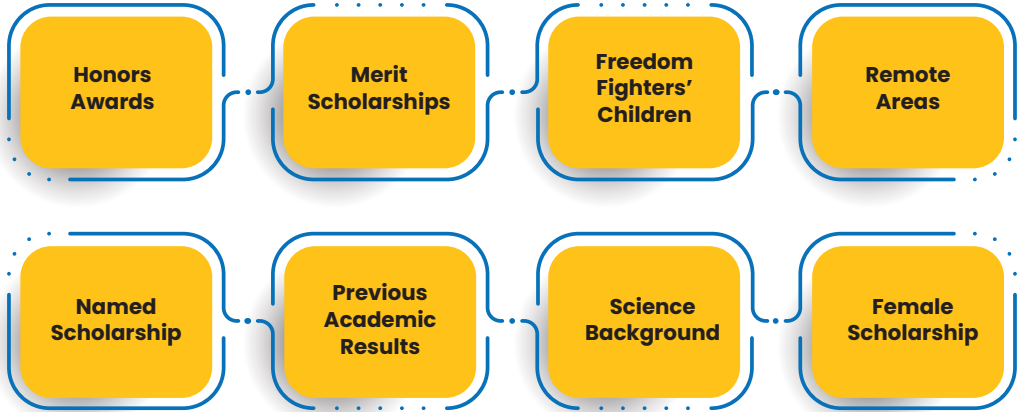 Honors
Awards
Merit
Scholarships
Freedom
Fighters’
Children
Remote
Areas
Named
Scholarship
Previous
Academic
Results
Science
Background
Female
Scholarship